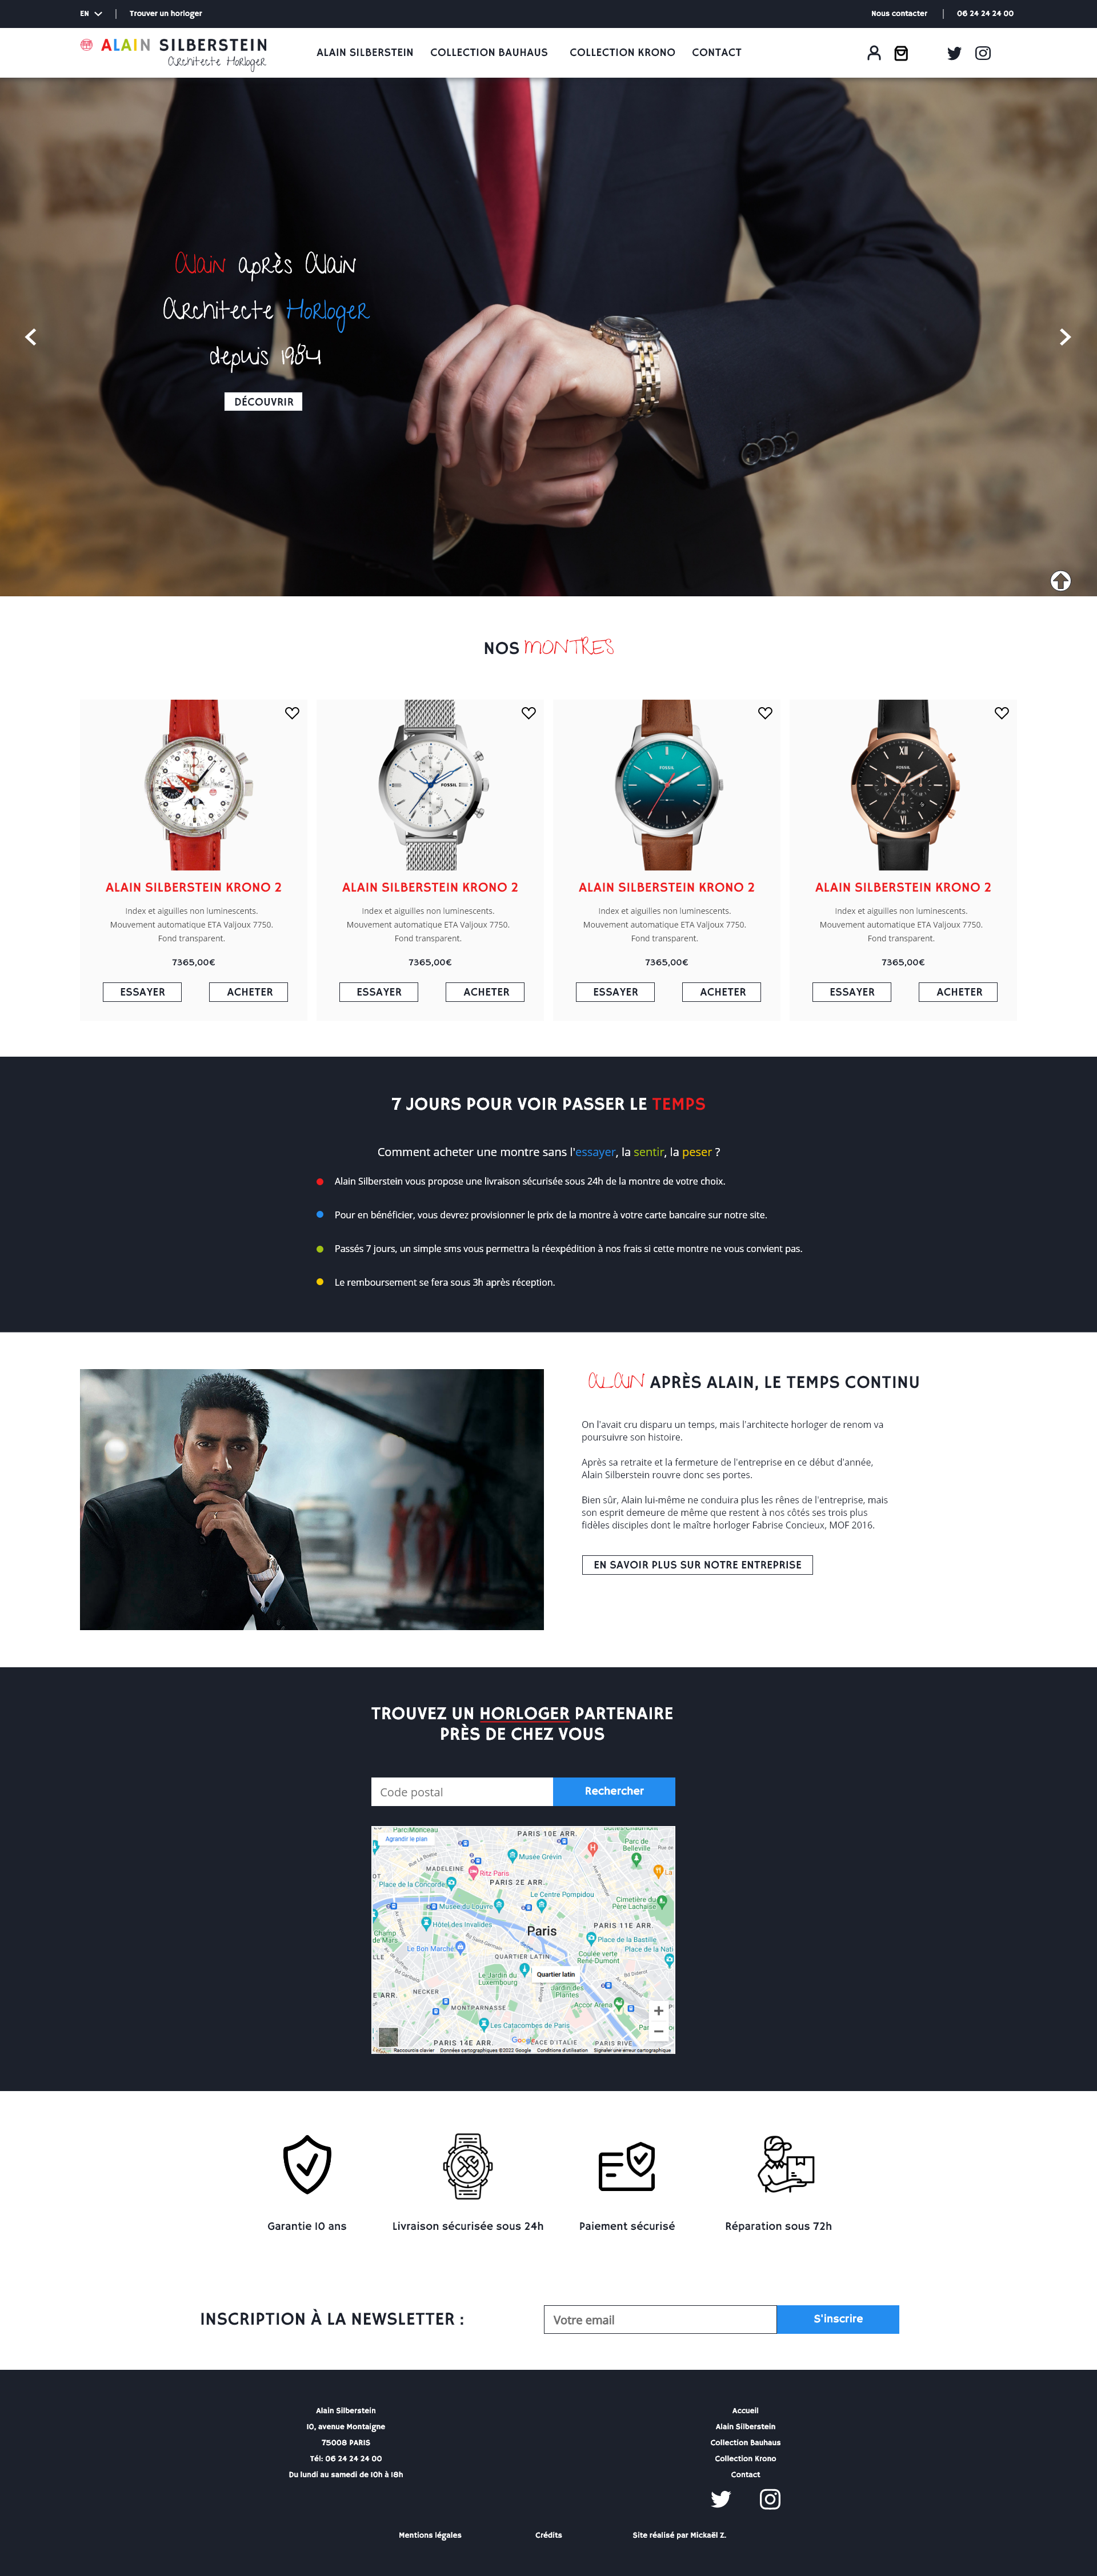 EN
Trouver un horloger
Nous contacter
06 24 24 24 00
ALAIN SILBERSTEIN
Architecte Horloger
ALAIN SILBERSTEIN
COLLECTION BAUHAUS
COLLECTION KRONO
CONTACT
Alain après Alain
Architecte Horloger
depuis 1984
DÉCOUVRIR
NOS MONTRES
ALAIN SILBERSTEIN KRONO 2
Index et aiguilles non luminescents.
Mouvement automatique ETA Valjoux 7750.
Fond transparent.
7365,00€
ESSAYER
ACHETER
FOSSIL
ALAIN SILBERSTEIN KRONO 2
Index et aiguilles non luminescents.
Mouvement automatique ETA Valjoux 7750.
Fond transparent.
7365,00€
ESSAYER
ACHETER
FOSSIL
ALAIN SILBERSTEIN KRONO 2
Index et aiguilles non luminescents.
Mouvement automatique ETA Valjoux 7750.
Fond transparent.
7365,00€
ESSAYER
ACHETER
XII
FOSSIL
VI
ALAIN SILBERSTEIN KRONO 2
Index et aiguilles non luminescents.
Mouvement automatique ETA Valjoux 7750.
Fond transparent.
7365,00€
ESSAYER
ACHETER
7 JOURS POUR VOIR PASSER LE TEMPS
Comment acheter une montre sans l'essayer, la sentir, la peser ?
Alain Silberstein vous propose une livraison sécurisée sous 24h de la montre de votre choix.
Pour en bénéficier, vous devrez provisionner le prix de la montre à votre carte bancaire sur notre site.
Passés 7 jours, un simple sms vous permettra la réexpédition à nos frais si cette montre ne vous convient pas.
Le remboursement se fera sous 3h après réception.
ALAIN APRÈS ALAIN, LE TEMPS CONTINU
On l'avait cru disparu un temps, mais l'architecte horloger de renom va
poursuivre son histoire.
Après sa retraite et la fermeture de l'entreprise en ce début d'année,
Alain Silberstein rouvre donc ses portes.
Bien sûr, Alain lui-même ne conduira plus les rênes de l'entreprise, mais
son esprit demeure de même que restent à nos côtés ses trois plus
fidèles disciples dont le maître horloger Fabrise Concieux, MOF 2016.
EN SAVOIR PLUS SUR NOTRE ENTREPRISE
TROUVEZ UN HORLOGER PARTENAIRE
PRÈS DE CHEZ VOUS
Code postal
Rechercher
Parc Monceau
PARIS 10E ARR.
Agrandir le plan
Parc de
Belleville
Musée Grévin
MADELEINE
Ritz Paris
Place de la Concorde
PARIS 2E ARR.
Le Centre Pompidou
Cimetière du
Père Lachaise
Musée du Louvre
Hôtel des Invalides
Paris
PARIS 11E ARR.
Champ
de Mars
Place de la Bastille
Le Bon Marché
Coulée verte
René-Dumont
Place de la Nati
QUARTIER LATIN
Le Jardin du
Luxembourg
Quartier latin
Jardin des
Plantes
NECKER
E ARR.
Accor Arena
MONTPARNASSE
Les Catacombes de Paris
PARIS 14E ARR.
Google
PLACE D'ITALIE
PARIS RIVE
Raccourcis clavier
Données cartographiques ©2022 Google
Conditions d'utilisation
Signaler une erreur cartographique
Garantie 10 ans
Livraison sécurisée sous 24h
Paiement sécurisé
Réparation sous 72h
INSCRIPTION À LA NEWSLETTER :
Votre email
S'inscrire
Alain Silberstein
10, avenue Montaigne
75008 PARIS
Tél: 06 24 24 24 00
Du lundi au samedi de 10h à 18h
Accueil
Alain Silberstein
Collection Bauhaus
Collection Krono
Contact
Mentions légales
Crédits
Site réalisé par Mickaël Z.